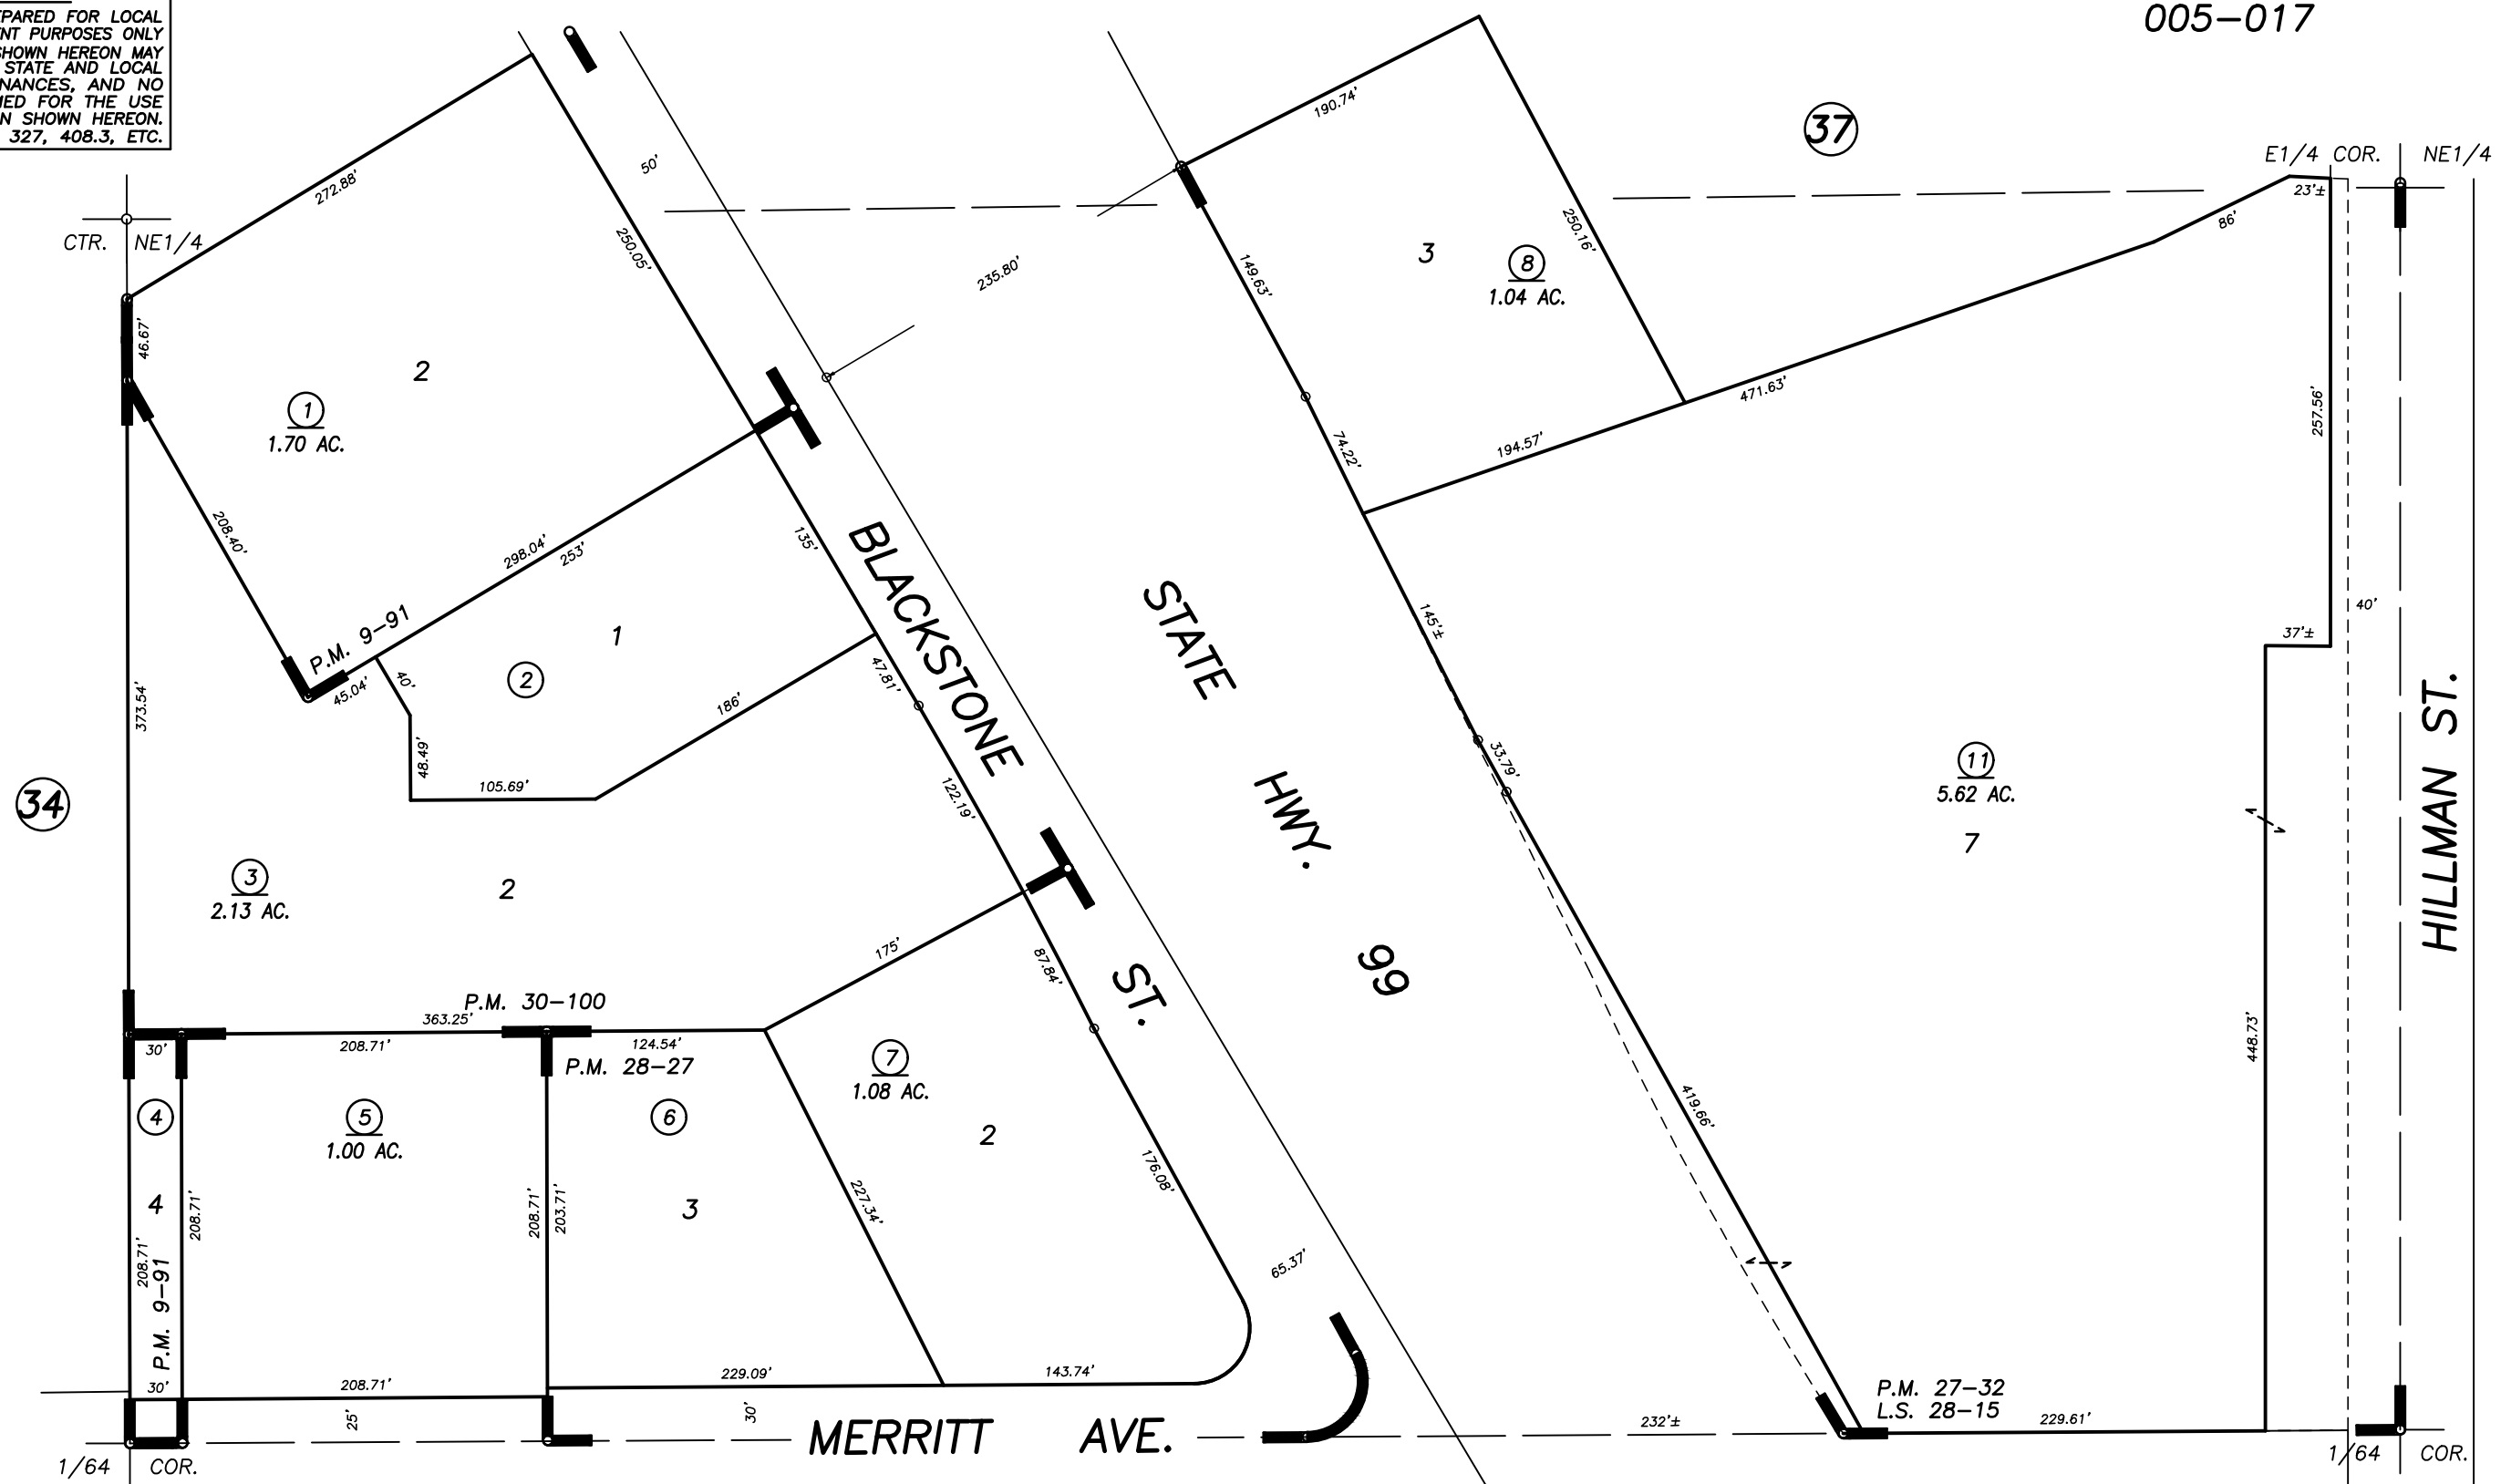 PARED FOR LOCAL
NT PURPOSES ONLY
SHOWN HEREON MAY
STATE AND LOCAL
NANCES, AND NO
FOR THE USE
SHOWN HEREON.
327, 408.3, ETC.
005-017
37
E1/4 COR. NE1/4
CTR. NE1/4
190.74'
272.88'
50'
23'±
86'
250.05'
235.80'
149.63'
250.16'
3
8
1.04 AC.
46.67'
2
1
1.70 AC.
471.63'
257.56'
74.22'
194.57'
208.40'
298.04'
253'
135'
BLACKSTONE ST.
STATE HWY. 99
145'±
40'
37'±
P.M. 9-91
45.04'
40'
1
2
47.81'
186'
373.54'
48.49'
105.69'
122.19'
33.79'
11
5.62 AC.
7
HILLMAN ST.
34
3
2.13 AC.
2
175'
87.84'
P.M. 30-100
363.25'
30'
208.71'
124.54'
P.M. 28-27
7
1.08 AC.
2
448.73'
4
5
1.00 AC.
6
419.66'
4
208.71'
208.71'
208.71'
203.71'
3
227.34'
176.08'
P.M. 9-91
65.37'
30'
208.71'
229.09'
143.74'
25'
30'
MERRITT AVE.
232'±
P.M. 27-32
L.S. 28-15
229.61'
1/64 COR.
1/64 COR.